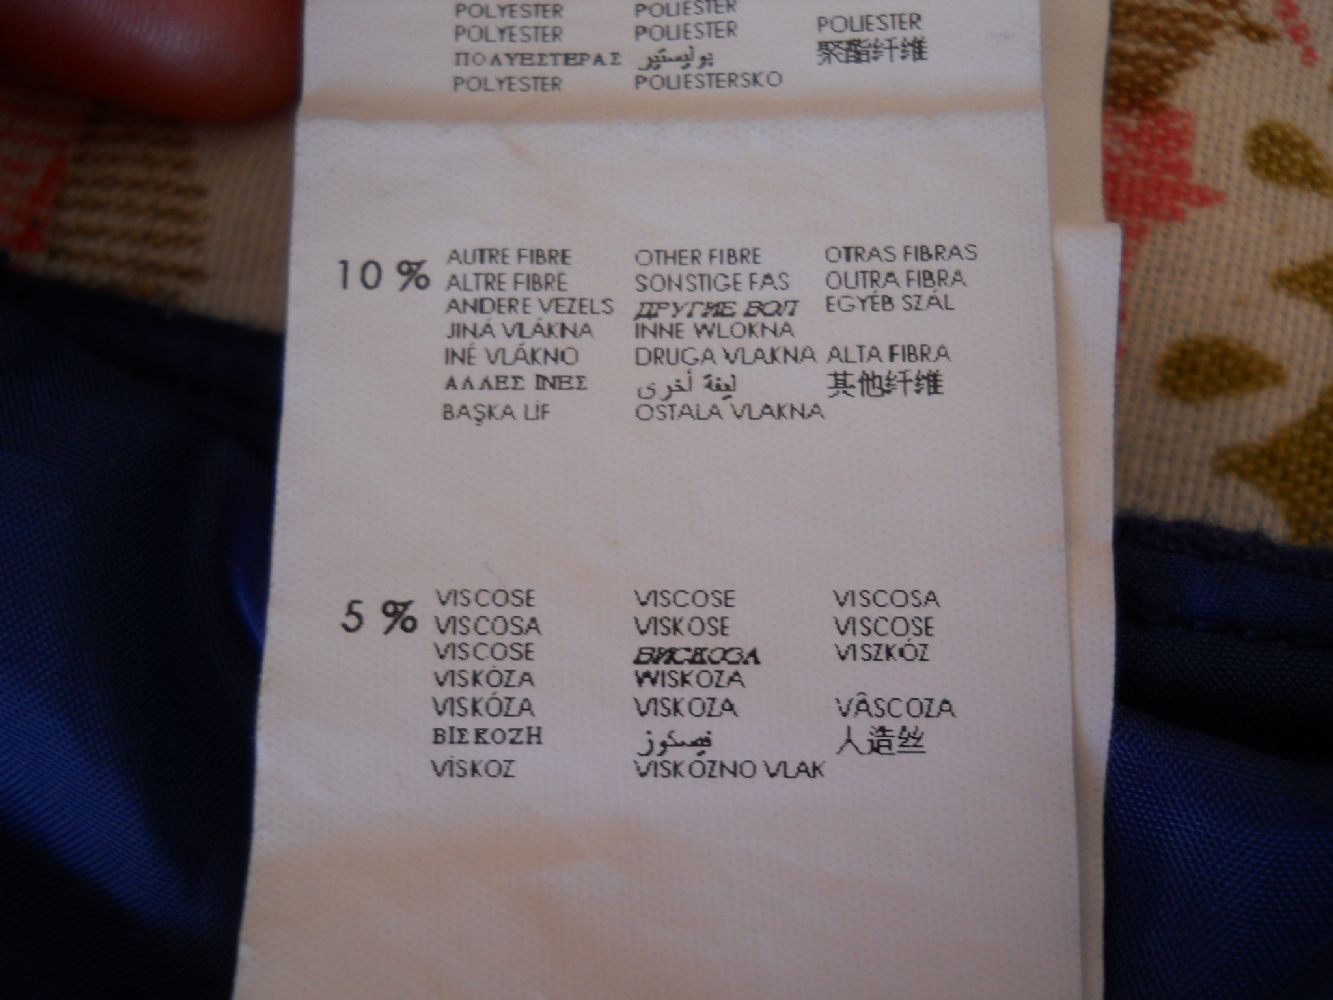 POLYESTER POLIESTER
POLYESTER POLIESTER POLIESTER
ΠΟΛΥΕΣΤΕΡΑΣ بوليستير 聚酯纤维
POLYESTER POLIESTERSKO
10 % AUTRE FIBRE OTHER FIBRE OTRAS FIBRAS
ALTRE FIBRE SONSTIGE FAS OUTRA FIBRA
ANDERE VEZELS ДРУГИЕ ВОЛ EGYÉB SZÁL
JINÁ VLÁKNA INNE WLOKNA
INÉ VLÁKNO DRUGA VLAKNA ALTA FIBRA
ΑΛΛΕΣ ΙΝΕΣ ليفة أخرى 其他纤维
BAŞKA LİF OSTALA VLAKNA
5 % VISCOSE VISCOSE VISCOSA
VISCOSA VISKOSE VISCOSE
VISCOSE ВИСКОЗА VISZKÓZ
VISKÓZA WISKOZA
VISKÓZA VISKOZA VÂSCOZA
ΒΙΣΚΟΖΗ فيسكوز 人造丝
VİSKOZ VISKÓZNO VLAK